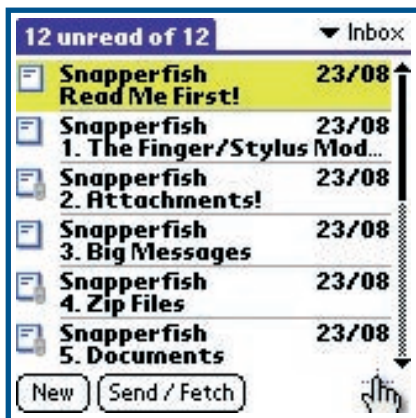 12 unread of 12
Inbox
Snapperfish 23/08
Read Me First!
Snapperfish 23/08
1. The Finger/Stylus Mod...
Snapperfish 23/08
2. Attachments!
Snapperfish 23/08
3. Big Messages
Snapperfish 23/08
4. Zip Files
Snapperfish 23/08
5. Documents
New Send / Fetch